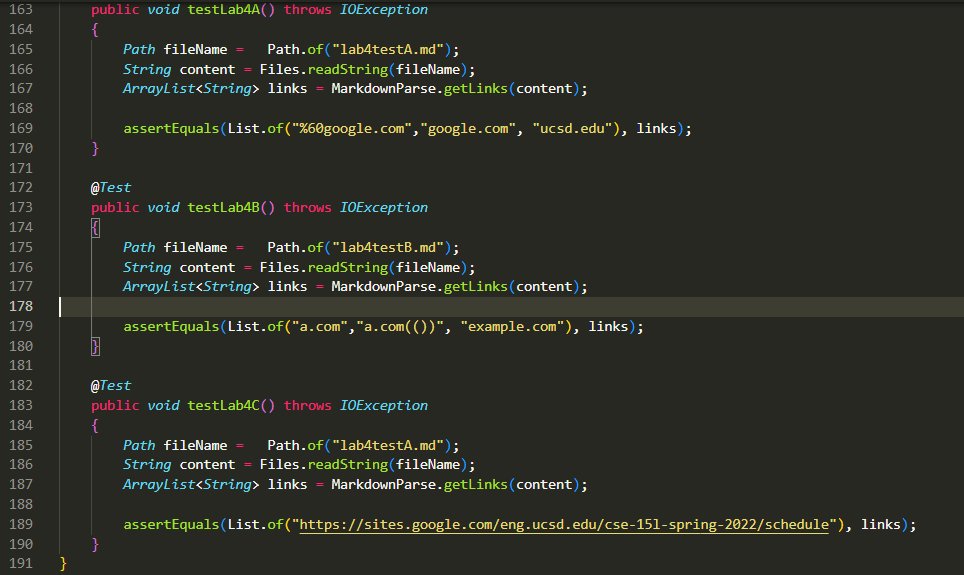 163 public void testLab4A() throws IOException
164 {
165 Path fileName =   Path.of("lab4testA.md");
166 String content = Files.readString(fileName);
167 ArrayList<String> links = MarkdownParse.getLinks(content);
168
169 assertEquals(List.of("%60google.com","google.com", "ucsd.edu"), links);
170 }
171
172 @Test
173 public void testLab4B() throws IOException
174 {
175 Path fileName =   Path.of("lab4testB.md");
176 String content = Files.readString(fileName);
177 ArrayList<String> links = MarkdownParse.getLinks(content);
178
179 assertEquals(List.of("a.com","a.com(())", "example.com"), links);
180 }
181
182 @Test
183 public void testLab4C() throws IOException
184 {
185 Path fileName =   Path.of("lab4testA.md");
186 String content = Files.readString(fileName);
187 ArrayList<String> links = MarkdownParse.getLinks(content);
188
189 assertEquals(List.of("https://sites.google.com/eng.ucsd.edu/cse-15l-spring-2022/schedule"), links);
190 }
191 }